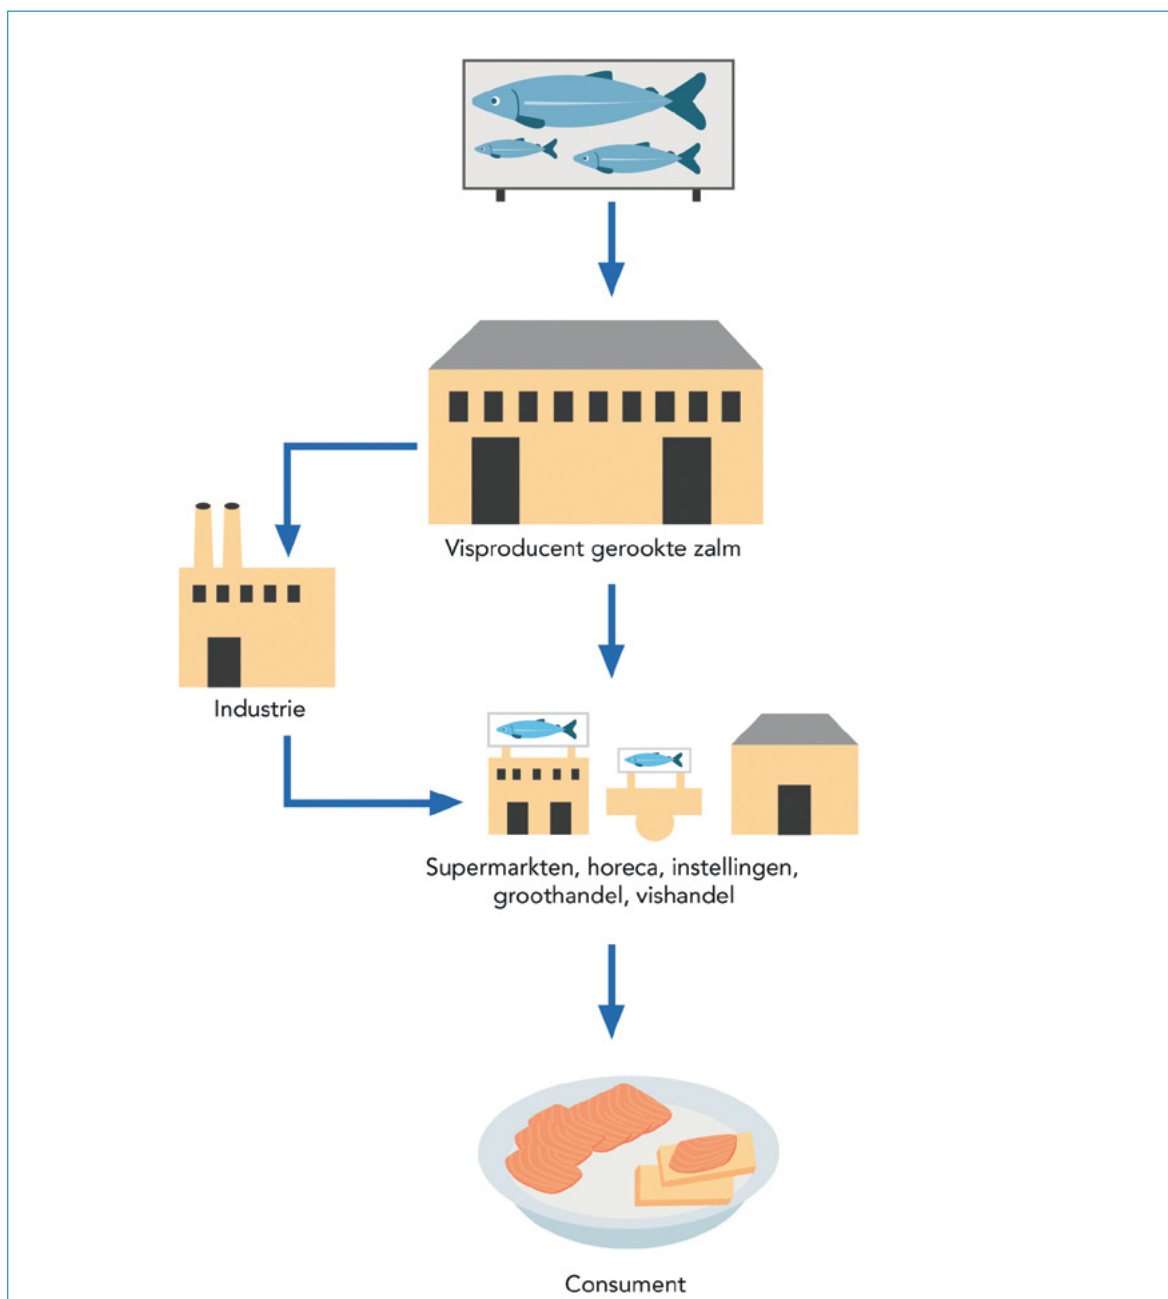 Visproducent gerookte zalm
Industrie
Supermarkten, horeca, instellingen,
groothandel, vishandel
Consument